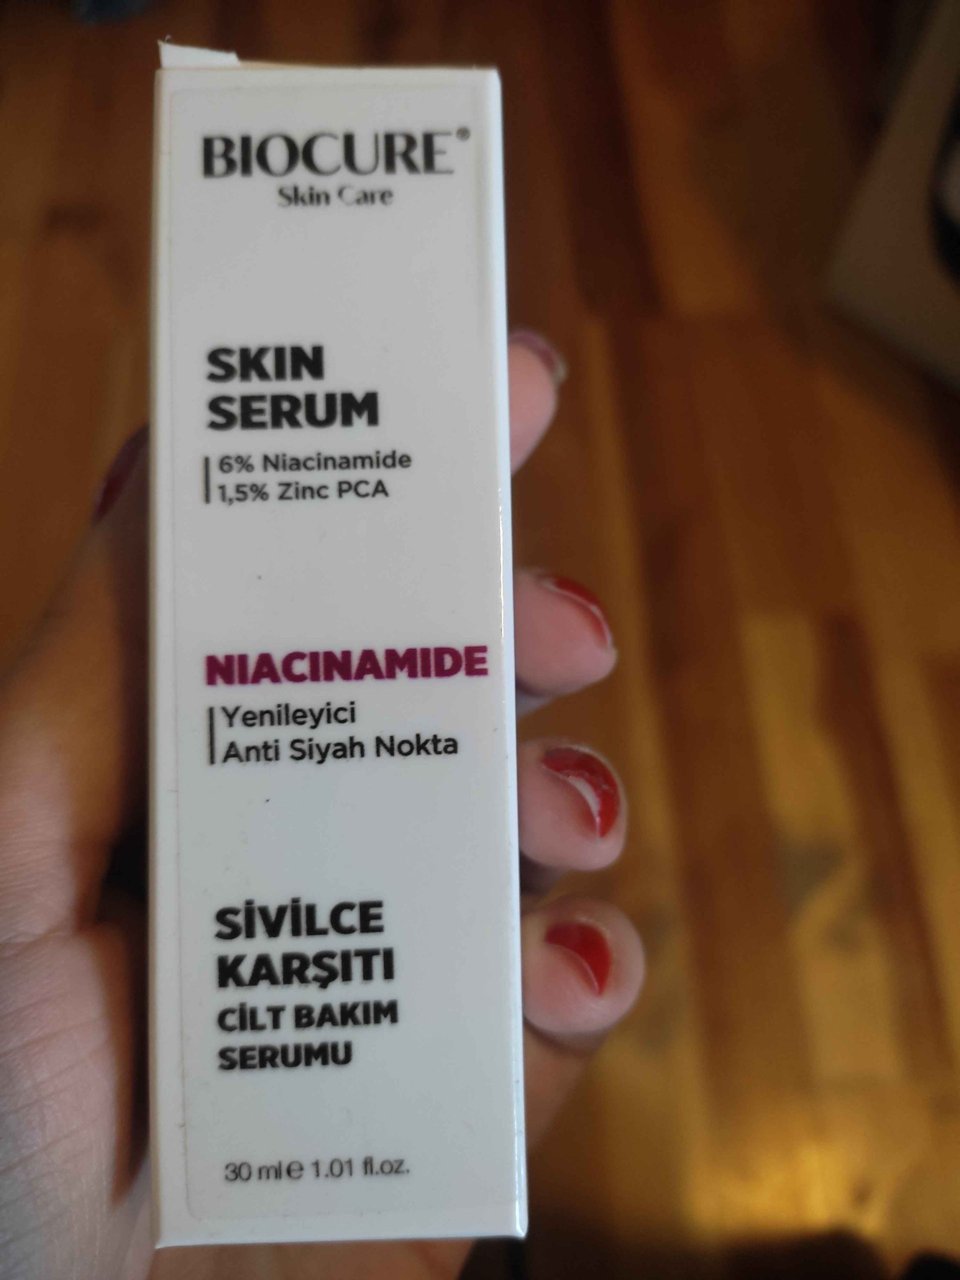 BIOCURE®
Skin Care
SKIN
SERUM
6% Niacinamide
1,5% Zinc PCA
NIACINAMIDE
Yenileyici
Anti Siyah Nokta
SİVİLCE
KARŞITI
CİLT BAKIM
SERUMU
30 ml e 1.01 fl.oz.